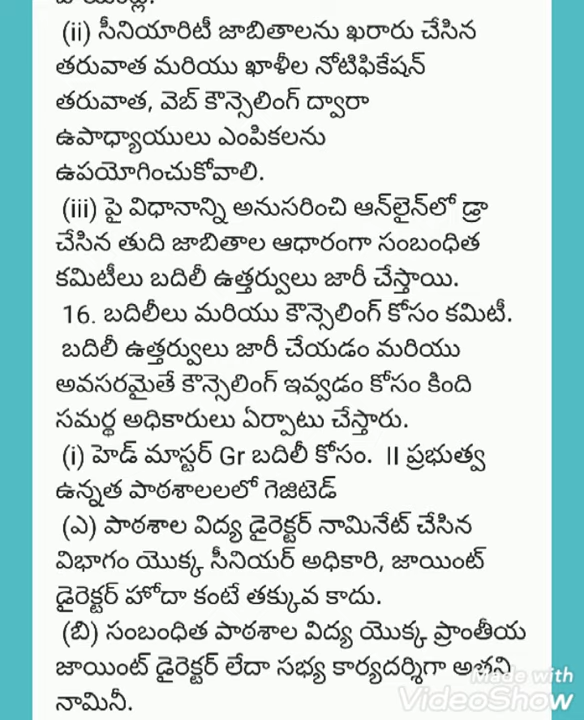 (ii) సీనియారిటీ జాబితాలను ఖరారు చేసిన
తరువాత మరియు ఖాళీల నోటిఫికేషన్
తరువాత, వెబ్ కౌన్సెలింగ్ ద్వారా
ఉపాధ్యాయులు ఎంపికలను
ఉపయోగించుకోవాలి.
(iii) పై విధానాన్ని అనుసరించి ఆన్‌లైన్‌లో డ్రా
చేసిన తుది జాబితాల ఆధారంగా సంబంధిత
కమిటీలు బదిలీ ఉత్తర్వులు జారీ చేస్తాయి.
16. బదిలీలు మరియు కౌన్సెలింగ్ కోసం కమిటీ.
బదిలీ ఉత్తర్వులు జారీ చేయడం మరియు
అవసరమైతే కౌన్సెలింగ్ ఇవ్వడం కోసం కింది
సమర్థ అధికారులు ఏర్పాటు చేస్తారు.
(i) హెడ్ మాస్టర్ Gr బదిలీ కోసం. II ప్రభుత్వ
ఉన్నత పాఠశాలలలో గెజిటెడ్
(ఎ) పాఠశాల విద్య డైరెక్టర్ నామినేట్ చేసిన
విభాగం యొక్క సీనియర్ అధికారి, జాయింట్
డైరెక్టర్ హోదా కంటే తక్కువ కాదు.
(బి) సంబంధిత పాఠశాల విద్య యొక్క ప్రాంతీయ
జాయింట్ డైరెక్టర్ లేదా సభ్య కార్యదర్శిగా అతని
నామినీ.
Made with
VideoShow